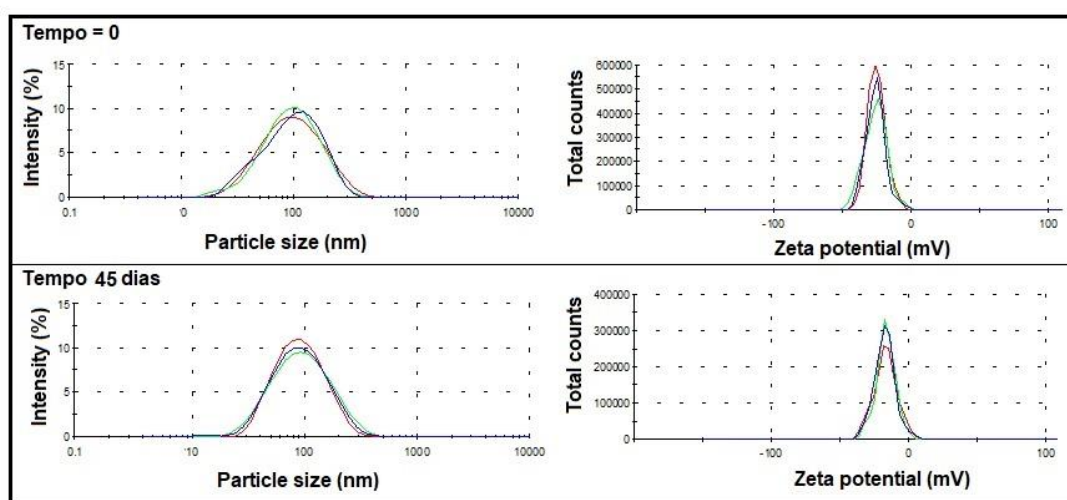 Tempo = 0
Intensity (%)
15
10
5
0
0.1 0 100 1000 10000
Particle size (nm)
Total counts
600000
500000
400000
300000
200000
100000
0
-100 0 100
Zeta potential (mV)
Tempo 45 dias
Intensity (%)
15
10
5
0
0.1 10 100 1000 10000
Particle size (nm)
Total counts
400000
300000
200000
100000
0
-100 0 100
Zeta potential (mV)